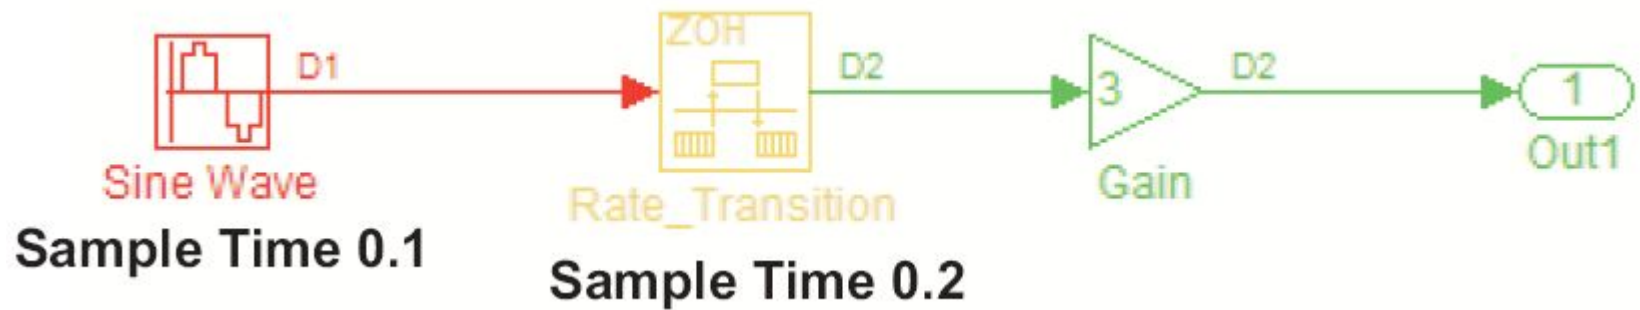 ZOH
D1
D2
3
D2
1
Sine Wave
Rate_Transition
Gain
Out1
Sample Time 0.1
Sample Time 0.2